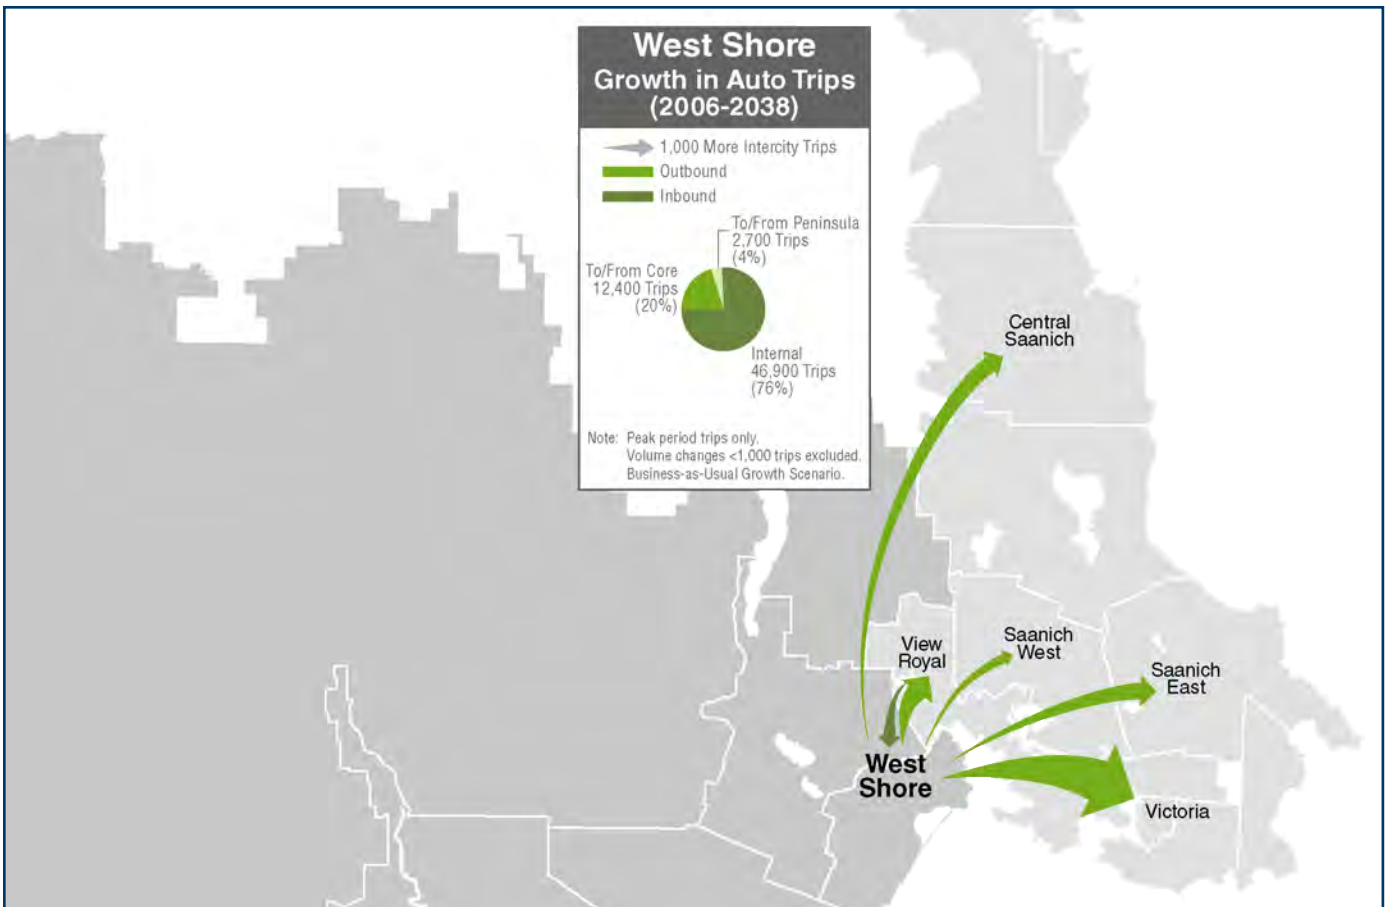 West Shore
Growth in Auto Trips
(2006-2038)
1,000 More Intercity Trips
Outbound
Inbound
To/From Peninsula
2,700 Trips
(4%)
To/From Core
12,400 Trips
(20%)
Internal
46,900 Trips
(76%)
Note: Peak period trips only.
Volume changes <1,000 trips excluded.
Business-as-Usual Growth Scenario.
Central
Saanich
View
Royal
Saanich
West
Saanich
East
West
Shore
Victoria